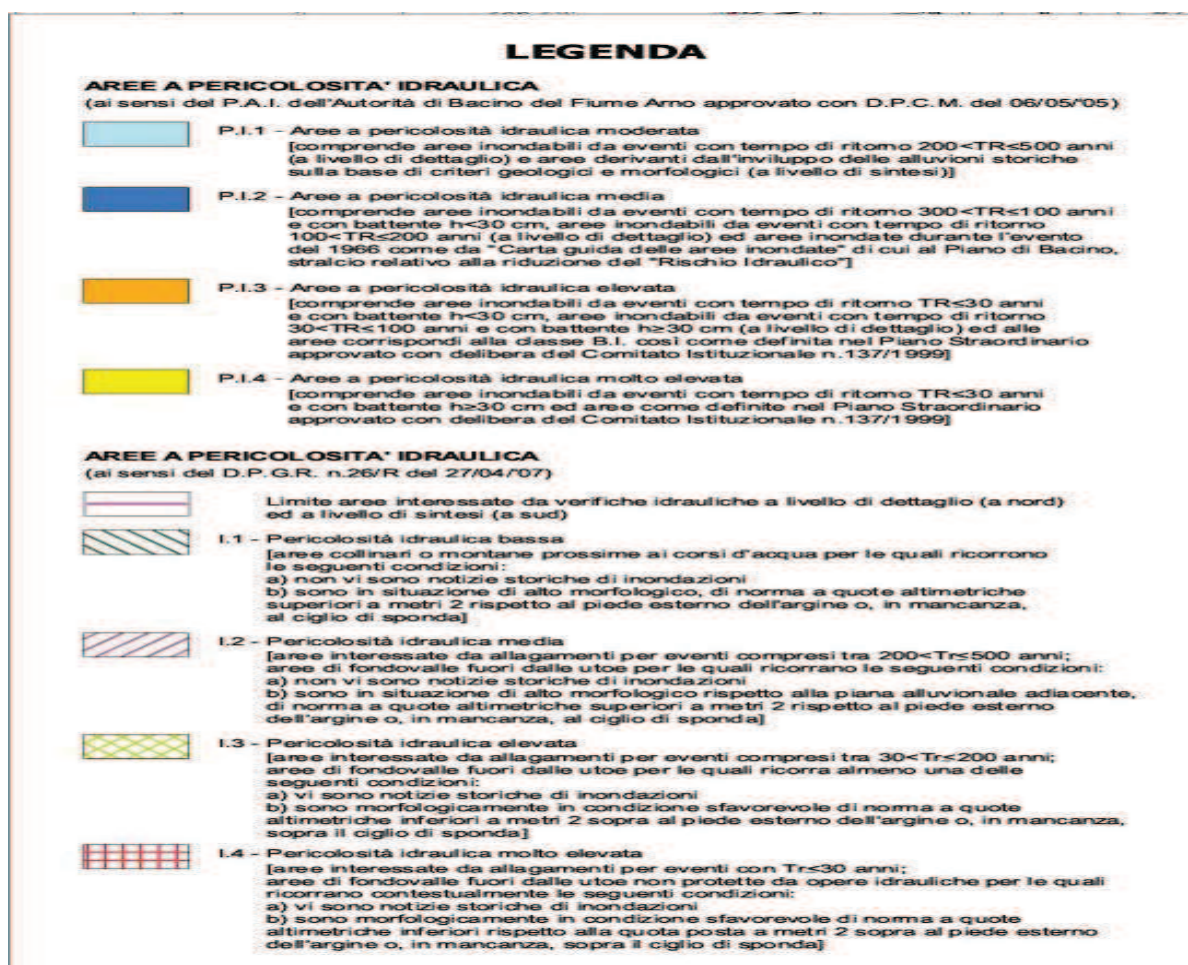 LEGENDA
AREE A PERICOLOSITA' IDRAULICA
(ai sensi del P.A.I. dell'Autorità di Bacino del Fiume Arno approvato con D.P.C.M. del 06/05/'05)
P.I.1 - Aree a pericolosità idraulica moderata
[comprende aree inondabili da eventi con tempo di ritorno 200<TR≤500 anni
(a livello di dettaglio) e aree derivanti dall'inviluppo delle alluvioni storiche
sulla base di criteri geologici e morfologici (a livello di sintesi)]
P.I.2 - Aree a pericolosità idraulica media
[comprende aree inondabili da eventi con tempo di ritorno 300<TR≤100 anni
e con battente h<30 cm, aree inondabili da eventi con tempo di ritorno
100<TR≤200 anni (a livello di dettaglio) ed aree inondate durante l'evento
del 1966 come da "Carta guida delle aree inondate" di cui al Piano di Bacino,
stralcio relativo alla riduzione del "Rischio Idraulico"]
P.I.3 - Aree a pericolosità idraulica elevata
[comprende aree inondabili da eventi con tempo di ritorno TR≤30 anni
e con battente h<30 cm, aree inondabili da eventi con tempo di ritorno
30<TR≤100 anni e con battente h≥30 cm (a livello di dettaglio) ed alle
aree corrispondi alla classe B.I. così come definita nel Piano Straordinario
approvato con delibera del Comitato Istituzionale n.137/1999]
P.I.4 - Aree a pericolosità idraulica molto elevata
[comprende aree inondabili da eventi con tempo di ritorno TR≤30 anni
e con battente h≥30 cm ed aree come definite nel Piano Straordinario
approvato con delibera del Comitato Istituzionale n.137/1999]
AREE A PERICOLOSITA' IDRAULICA
(ai sensi del D.P.G.R. n.26/R del 27/04/'07)
Limite aree interessate da verifiche idrauliche a livello di dettaglio (a nord)
ed a livello di sintesi (a sud)
I.1 - Pericolosità idraulica bassa
[aree collinari o montane prossime ai corsi d'acqua per le quali ricorrono
le seguenti condizioni:
a) non vi sono notizie storiche di inondazioni
b) sono in situazione di alto morfologico, di norma a quote altimetriche
superiori a metri 2 rispetto al piede esterno dell'argine o, in mancanza,
al ciglio di sponda]
I.2 - Pericolosità idraulica media
[aree interessate da allagamenti per eventi compresi tra 200<Tr≤500 anni;
aree di fondovalle fuori dalle utoe per le quali ricorrano le seguenti condizioni:
a) non vi sono notizie storiche di inondazioni
b) sono in situazione di alto morfologico rispetto alla piana alluvionale adiacente,
di norma a quote altimetriche superiori a metri 2 rispetto al piede esterno
dell'argine o, in mancanza, al ciglio di sponda]
I.3 - Pericolosità idraulica elevata
[aree interessate da allagamenti per eventi compresi tra 30<Tr≤200 anni;
aree di fondovalle fuori dalle utoe per le quali ricorra almeno una delle
seguenti condizioni:
a) vi sono notizie storiche di inondazioni
b) sono morfologicamente in condizione sfavorevole di norma a quote
altimetriche inferiori a metri 2 sopra al piede esterno dell'argine o, in mancanza,
sopra il ciglio di sponda]
I.4 - Pericolosità idraulica molto elevata
[aree interessate da allagamenti per eventi con Tr≤30 anni;
aree di fondovalle fuori dalle utoe non protette da opere idrauliche per le quali
ricorrano contestualmente le seguenti condizioni:
a) vi sono notizie storiche di inondazioni
b) sono morfologicamente in condizione sfavorevole di norma a quote
altimetriche inferiori rispetto alla quota posta a metri 2 sopra al piede esterno
dell'argine o, in mancanza, sopra il ciglio di sponda]